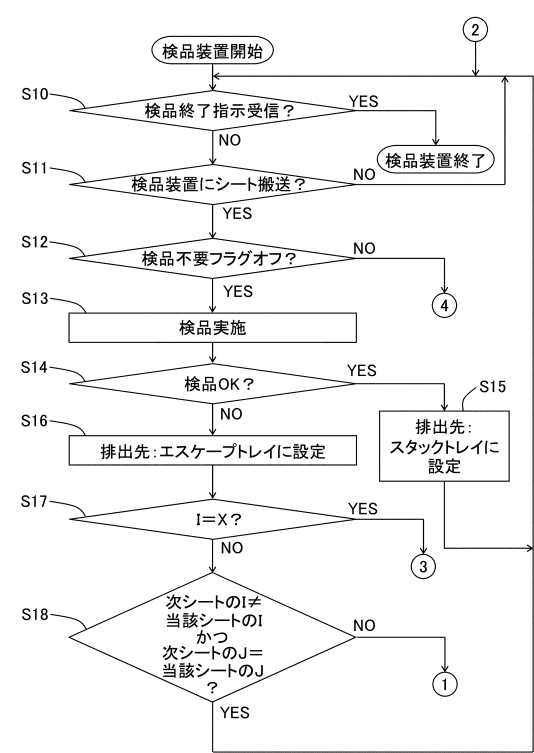 検品装置開始
2
S10
検品終了指示受信？
YES
NO
検品装置終了
S11
検品装置にシート搬送？
NO
YES
S12
検品不要フラグオフ？
NO
YES
4
S13
検品実施
S14
検品OK？
YES
NO
S15
排出先：
スタックトレイに
設定
S16
排出先：エスケープトレイに設定
S17
I＝X？
YES
NO
3
S18
次シートのI≠
当該シートのI
かつ
次シートのJ＝
当該シートのJ
？
NO
YES
1